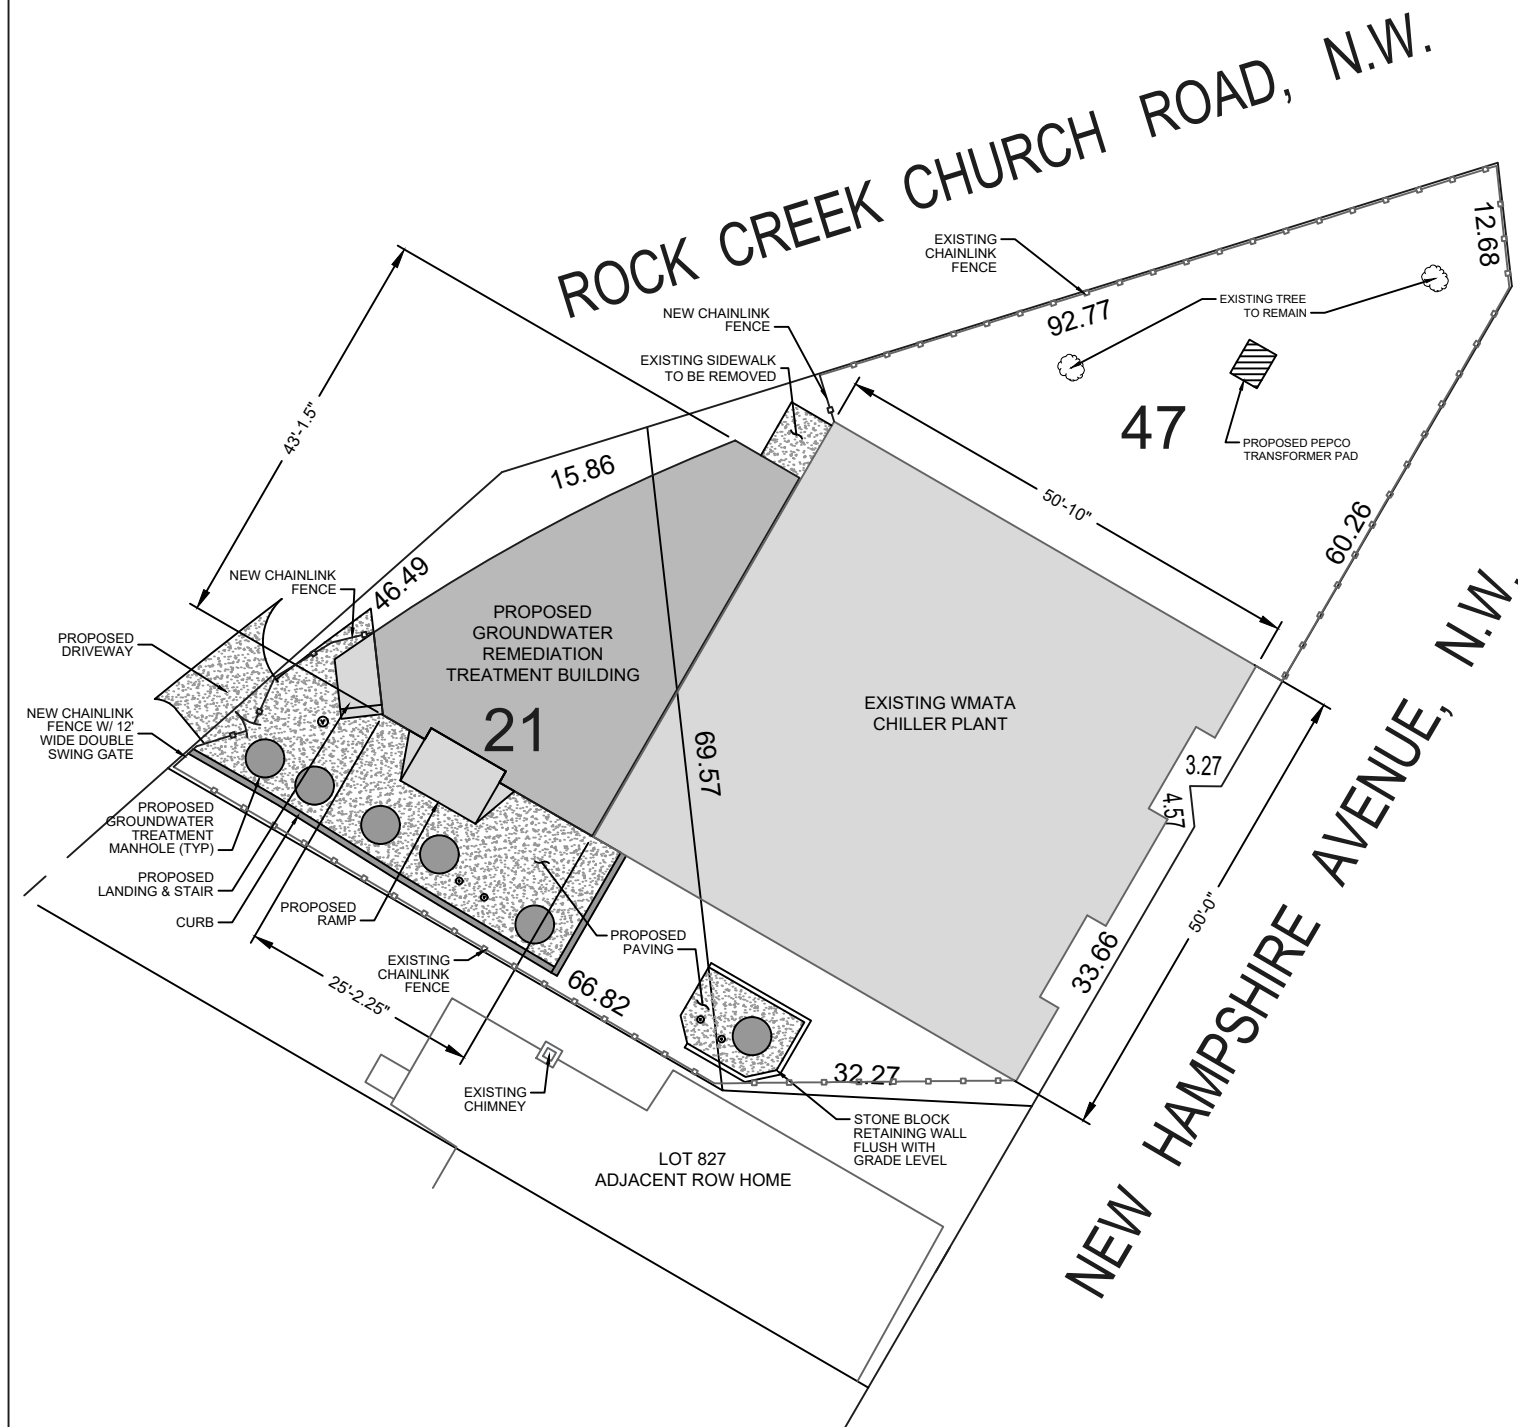 ROCK CREEK CHURCH ROAD, N.W.
12.68
EXISTING
CHAINLINK
FENCE
EXISTING TREE
TO REMAIN
92.77
NEW CHAINLINK
FENCE
EXISTING SIDEWALK
TO BE REMOVED
43'-1.5"
47
PROPOSED PEPCO
TRANSFORMER PAD
15.86
50'-10"
60.26
NEW CHAINLINK
FENCE
46.49
PROPOSED
GROUNDWATER
REMEDIATION
TREATMENT BUILDING
21
PROPOSED
DRIVEWAY
EXISTING WMATA
CHILLER PLANT
NEW CHAINLINK
FENCE W/ 12'
WIDE DOUBLE
SWING GATE
69.57
3.27
4.57
PROPOSED
GROUNDWATER
TREATMENT
MANHOLE (TYP)
PROPOSED
LANDING & STAIR
CURB
PROPOSED
RAMP
PROPOSED
PAVING
50'-0"
33.66
EXISTING
CHAINLINK
FENCE
25'-2.25"
66.82
32.27
EXISTING
CHIMNEY
STONE BLOCK
RETAINING WALL
FLUSH WITH
GRADE LEVEL
LOT 827
ADJACENT ROW HOME
NEW HAMPSHIRE AVENUE, N.W.